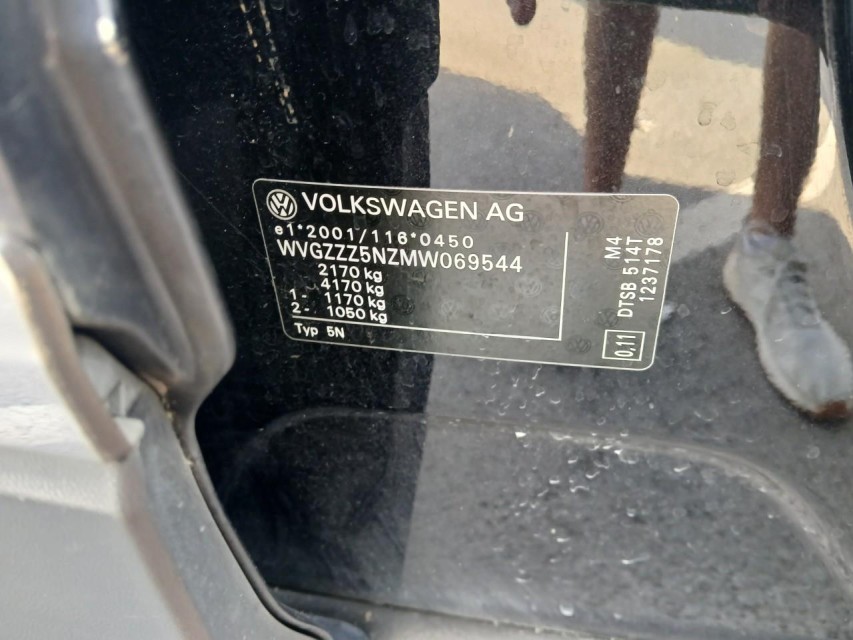 VOLKSWAGEN AG
e1*2001/116*0450
WVGZZZ5NZMW069544
2170 kg
4170 kg
1- 1170 kg
2- 1050 kg
Typ 5N
M4
DTSB 514T
1237178
0,11